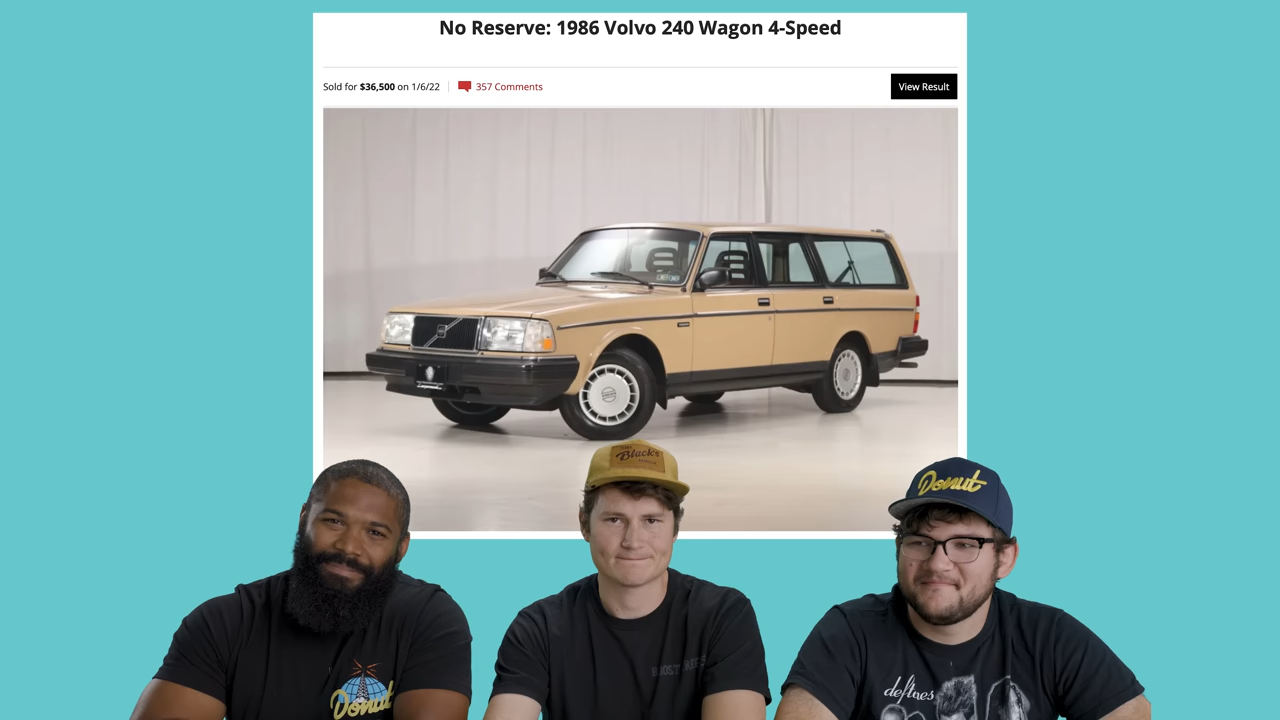 No Reserve: 1986 Volvo 240 Wagon 4-Speed
Sold for $36,500 on 1/6/22
357 Comments
View Result
Black's
Donut
Donut
deftones